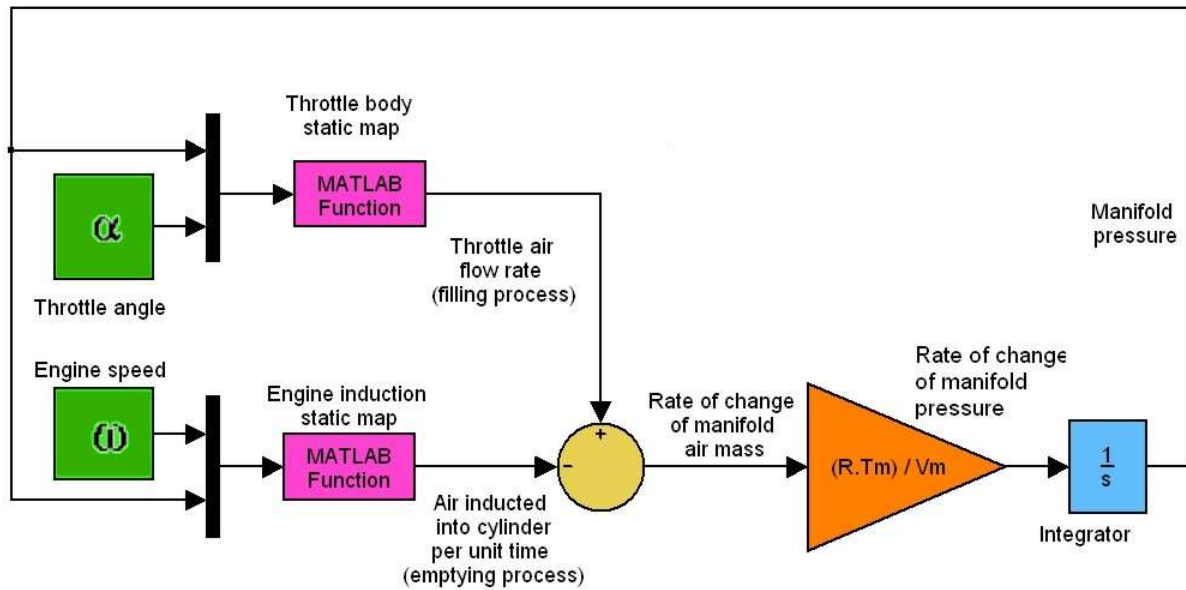 Throttle body
static map
MATLAB
Function
α
Throttle angle
Throttle air
flow rate
(filling process)
Manifold
pressure
Engine speed
ω
Engine induction
static map
MATLAB
Function
Air inducted
into cylinder
per unit time
(emptying process)
+
-
Rate of change
of manifold
air mass
(R.Tm) / Vm
Rate of change
of manifold
pressure
1
s
Integrator